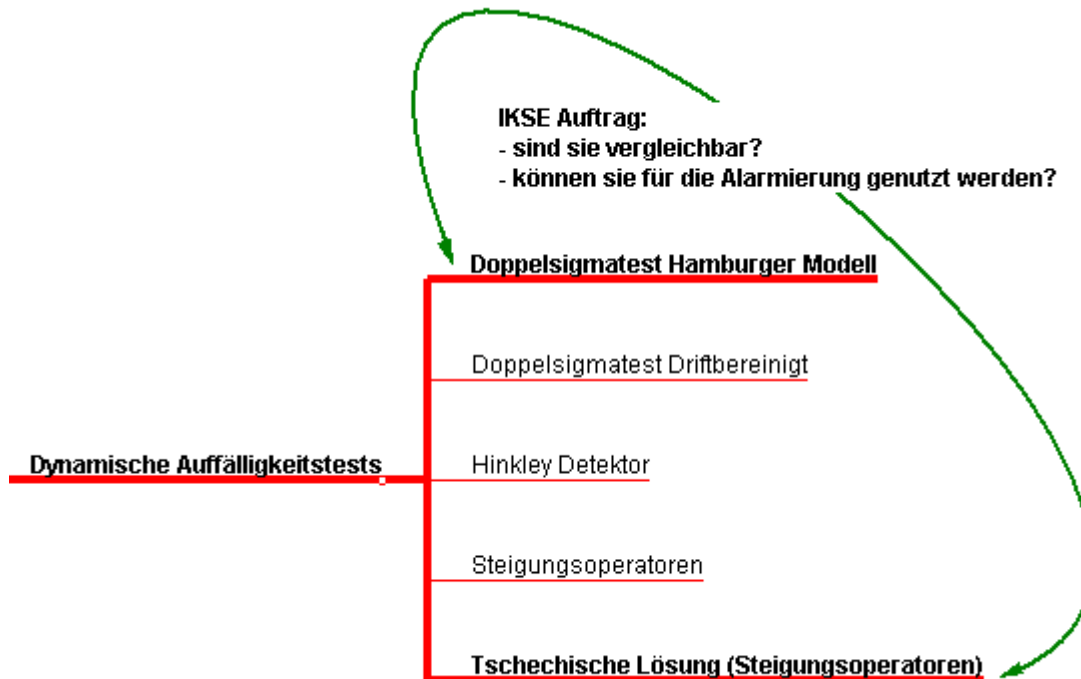 IKSE Auftrag:
- sind sie vergleichbar?
- können sie für die Alarmierung genutzt werden?
Doppelsigmatest Hamburger Modell
Doppelsigmatest Driftbereinigt
Dynamische Auffälligkeitstests
Hinkley Detektor
Steigungsoperatoren
Tschechische Lösung (Steigungsoperatoren)